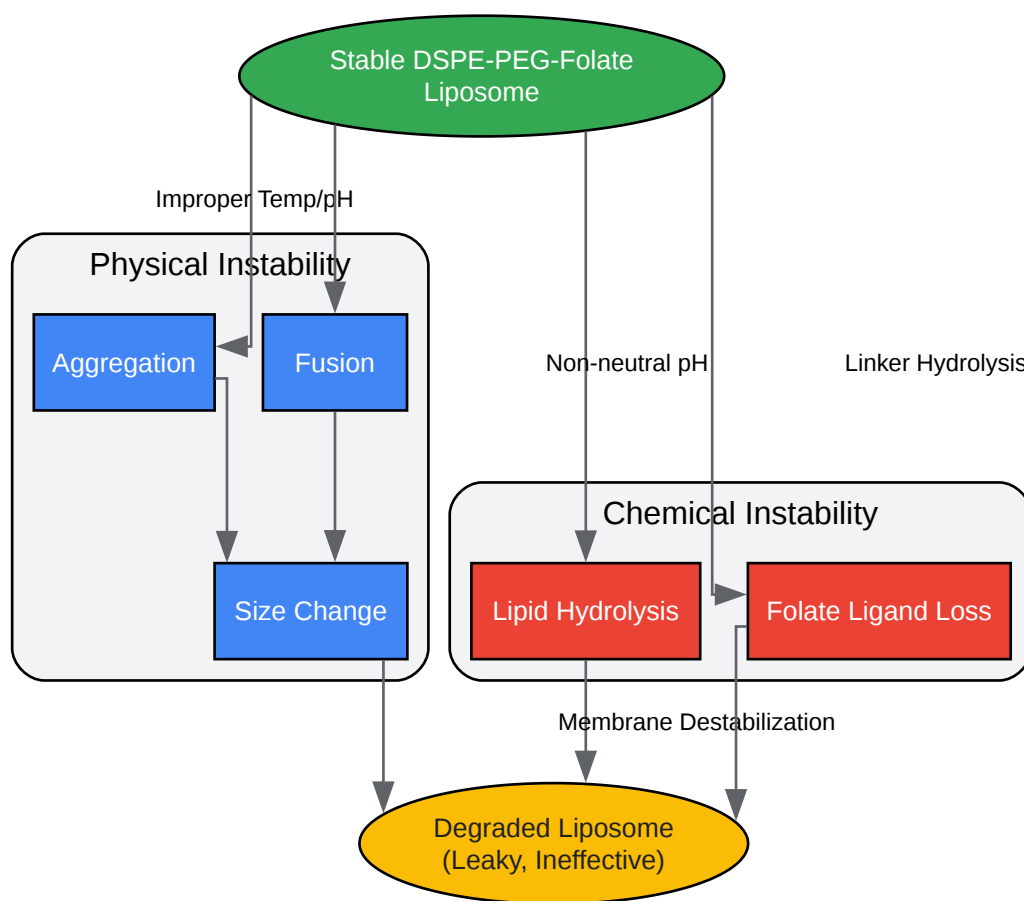 Stable DSPE-PEG-Folate
Liposome
Improper Temp/pH
Physical Instability
Aggregation
Fusion
Non-neutral pH
Linker Hydrolysis
Chemical Instability
Size Change
Lipid Hydrolysis
Folate Ligand Loss
Membrane Destabilization
Degraded Liposome
(Leaky, Ineffective)